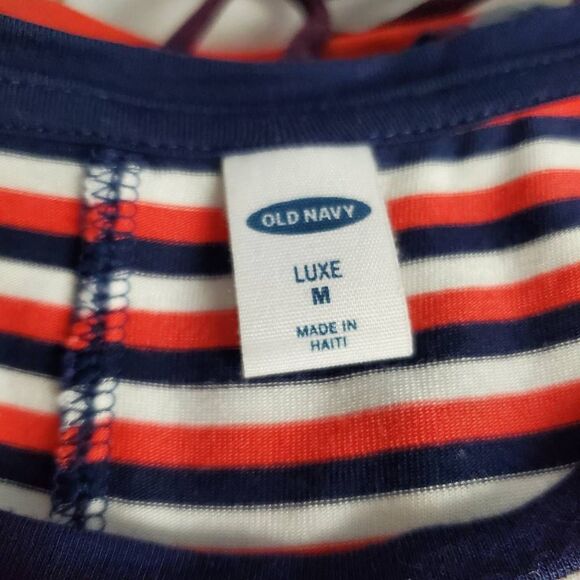 OLD NAVY
LUXE
M
MADE IN
HAITI